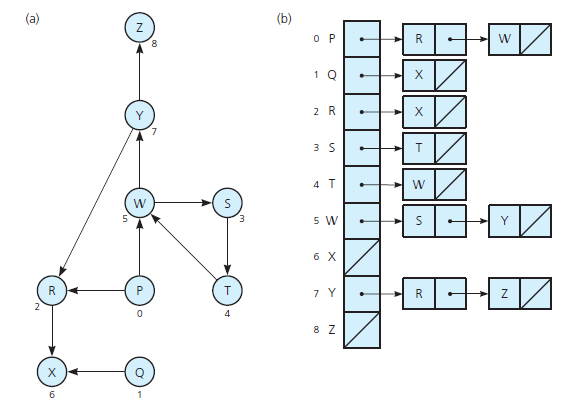 (a)
Z
8
Y
7
W
5
S
3
R
2
P
0
T
4
X
6
Q
1
(b)
0 P R W
1 Q X
2 R X
3 S T
4 T W
5 W S Y
6 X
7 Y R Z
8 Z